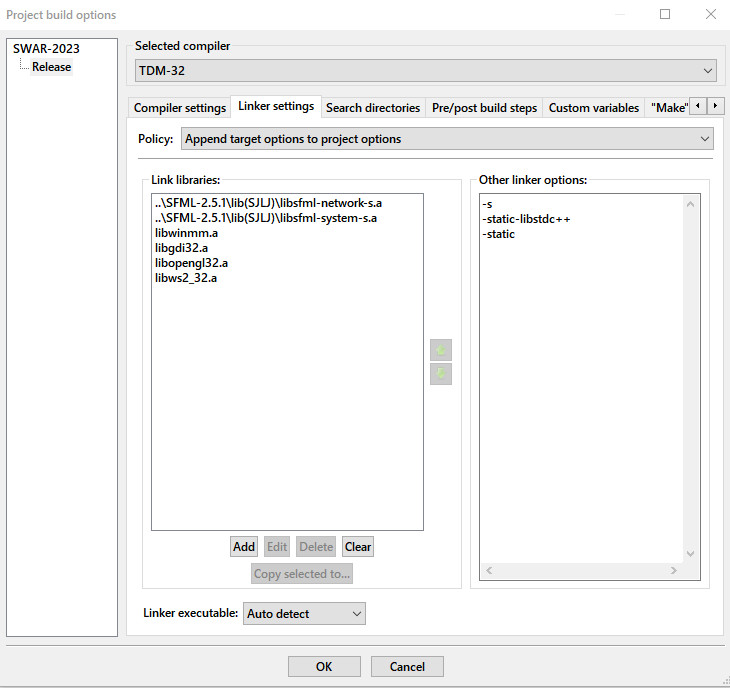 Project build options
SWAR-2023
Release
Selected compiler
TDM-32
Compiler settings
Linker settings
Search directories
Pre/post build steps
Custom variables
"Make"
Policy:
Append target options to project options
Link libraries:
..\SFML-2.5.1\lib(SJLJ)\libsfml-network-s.a
..\SFML-2.5.1\lib(SJLJ)\libsfml-system-s.a
libwinmm.a
libgdi32.a
libopengl32.a
libws2_32.a
Add
Edit
Delete
Clear
Copy selected to...
Other linker options:
-s
-static-libstdc++
-static
Linker executable:
Auto detect
OK
Cancel